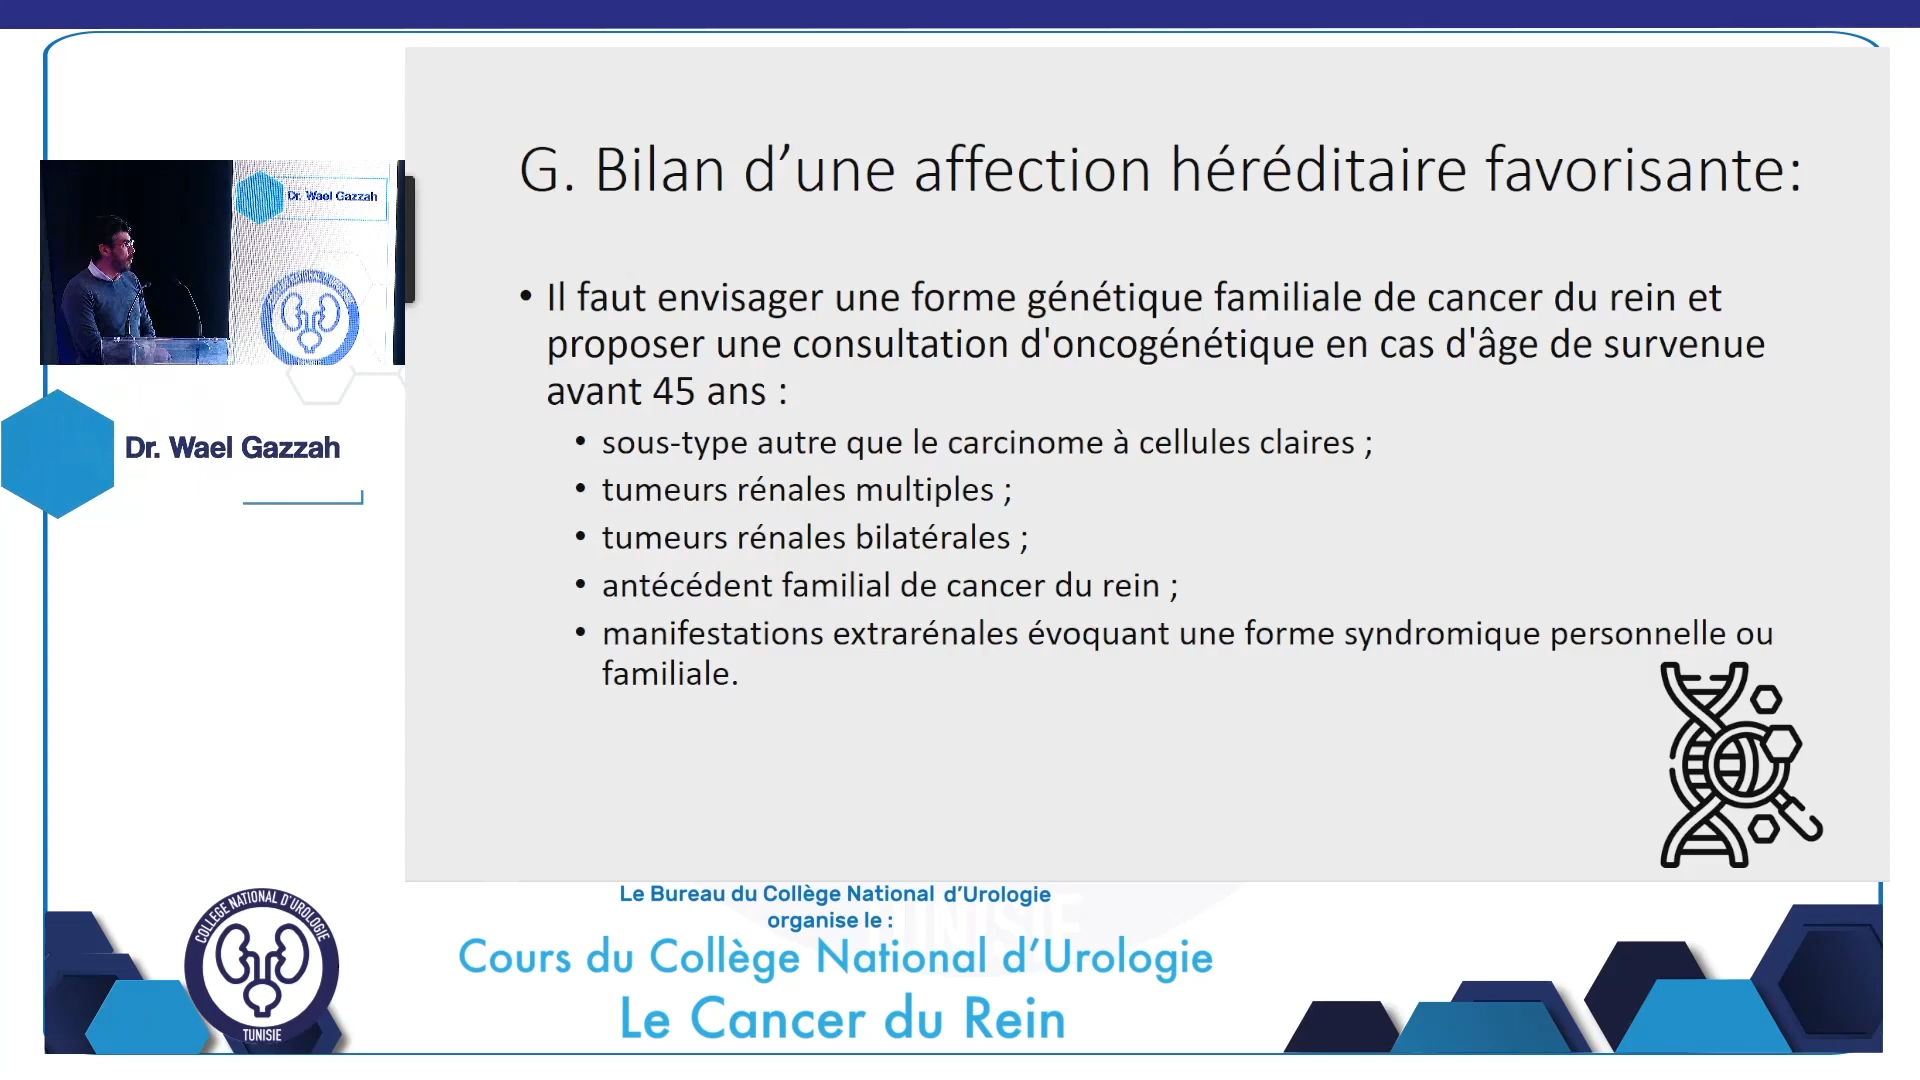 G. Bilan d’une affection héréditaire favorisante:
• Il faut envisager une forme génétique familiale de cancer du rein et
proposer une consultation d'oncogénétique en cas d'âge de survenue
avant 45 ans :
• sous-type autre que le carcinome à cellules claires ;
• tumeurs rénales multiples ;
• tumeurs rénales bilatérales ;
• antécédent familial de cancer du rein ;
• manifestations extrarénales évoquant une forme syndromique personnelle ou
familiale.
Dr. Wael Gazzah
Dr. Wael Gazzah
Le Bureau du Collège National d’Urologie
organise le :
Cours du Collège National d’Urologie
Le Cancer du Rein
COLLEGE NATIONAL D'UROLOGIE
TUNISIE
TUNISIE